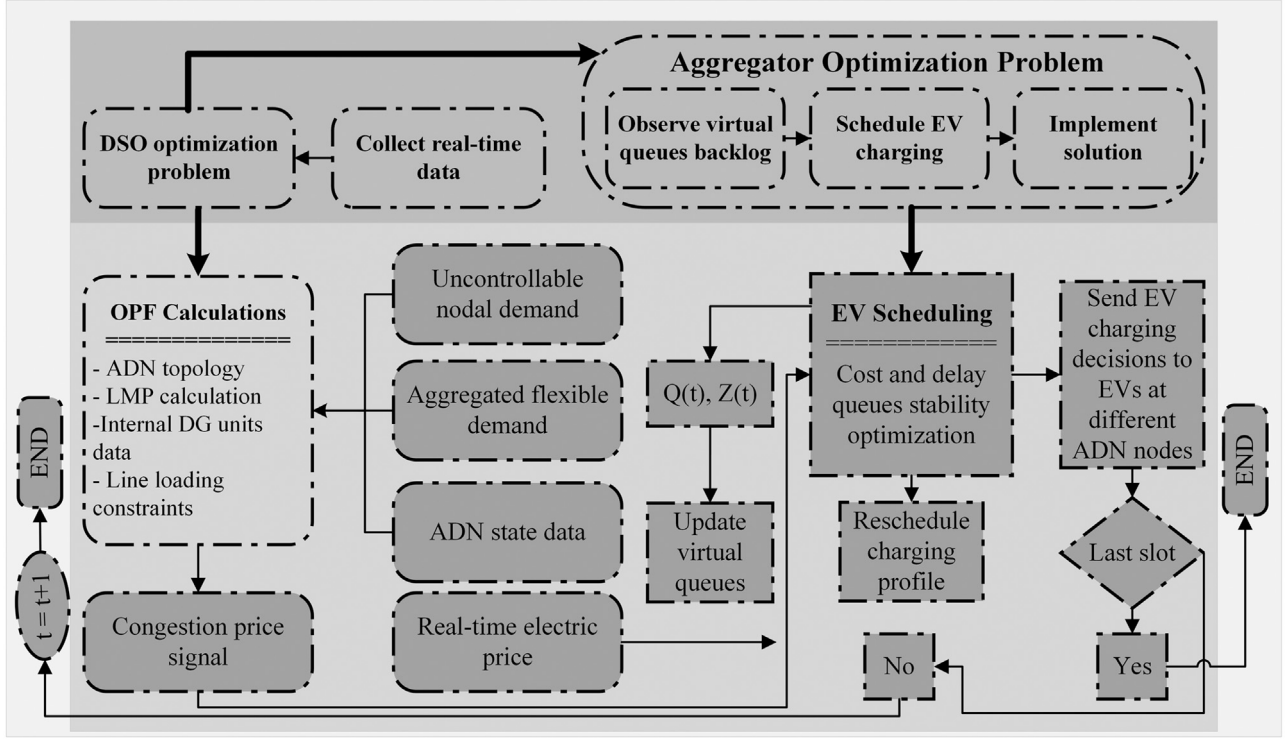 Aggregator Optimization Problem
DSO optimization
problem
Collect real-time
data
Observe virtual
queues backlog
Schedule EV
charging
Implement
solution
OPF Calculations
==============
- ADN topology
- LMP calculation
-Internal DG units
data
- Line loading
constraints
Uncontrollable
nodal demand
Aggregated flexible
demand
ADN state data
Real-time electric
price
Congestion price
signal
END
t = t+1
Q(t), Z(t)
Update
virtual
queues
EV Scheduling
=============
Cost and delay
queues stability
optimization
Reschedule
charging
profile
Send EV
charging
decisions to
EVs at
different
ADN nodes
Last slot
No
Yes
END